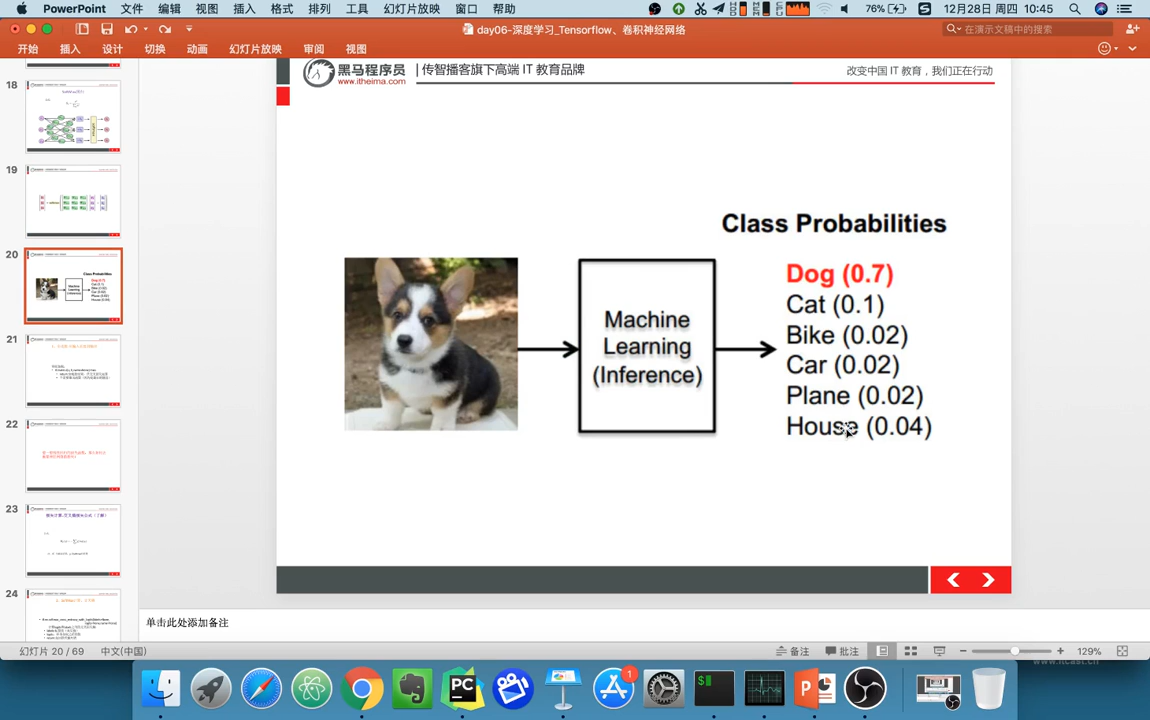 PowerPoint 文件 编辑 视图 插入 格式 排列 工具 幻灯片放映 窗口 帮助
76% 12月28日 周四 10:45
day06-深度学习_Tensorflow、卷积神经网络
在演示文稿中的搜索
开始 插入 设计 切换 动画 幻灯片放映 审阅 视图
18
19
20
21
22
23
24
黑马程序员
www.itheima.com
传智播客旗下高端 IT 教育品牌
改变中国 IT 教育，我们正在行动
Class Probabilities
Machine
Learning
(Inference)
Dog (0.7)
Cat (0.1)
Bike (0.02)
Car (0.02)
Plane (0.02)
House (0.04)
单击此处添加备注
幻灯片 20 / 69 中文(中国) 备注 批注 129%
www.itcast.cn
PC
1
$